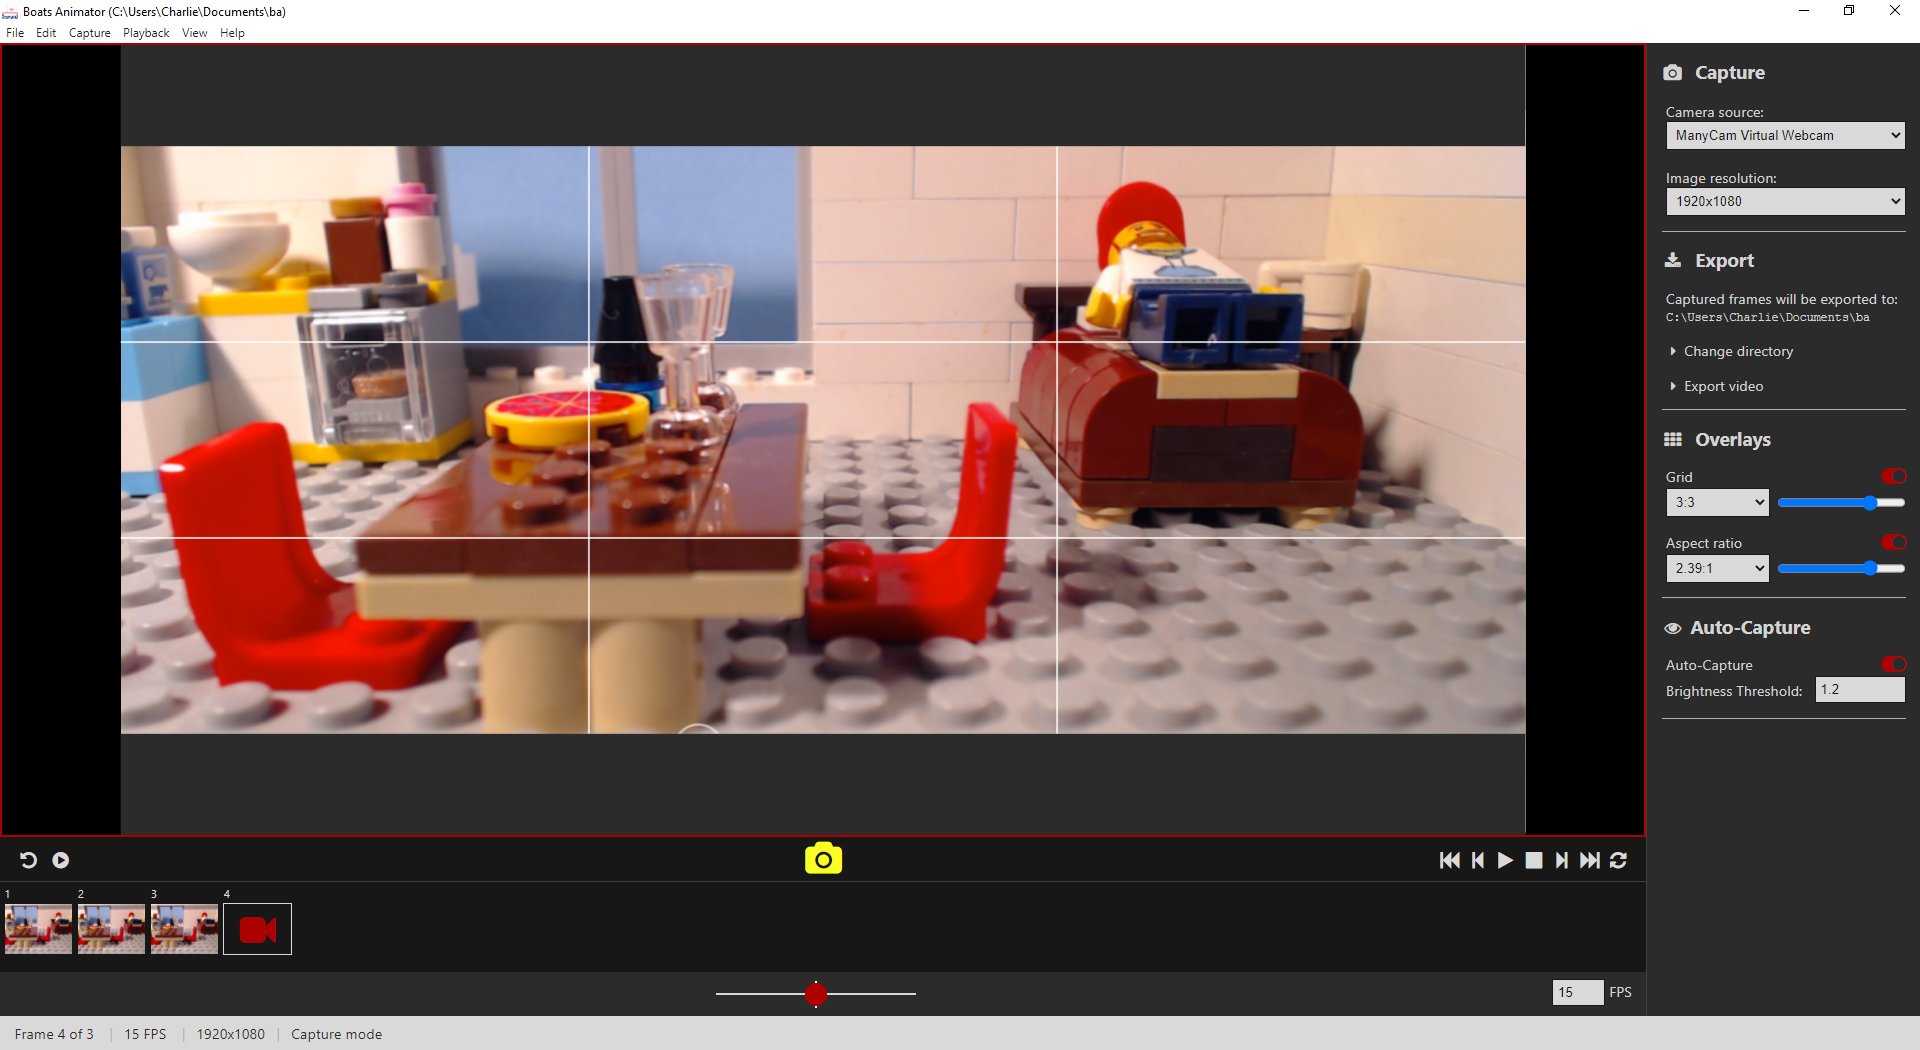 Boats Animator (C:\Users\Charlie\Documents\ba)
File Edit Capture Playback View Help
Capture
Camera source:
ManyCam Virtual Webcam
Image resolution:
1920x1080
Export
Captured frames will be exported to:
C:\Users\Charlie\Documents\ba
Change directory
Export video
Overlays
Grid
3:3
Aspect ratio
2.39:1
Auto-Capture
Auto-Capture
Brightness Threshold: 1.2
1 2 3 4
15 FPS
Frame 4 of 3 | 15 FPS | 1920x1080 | Capture mode